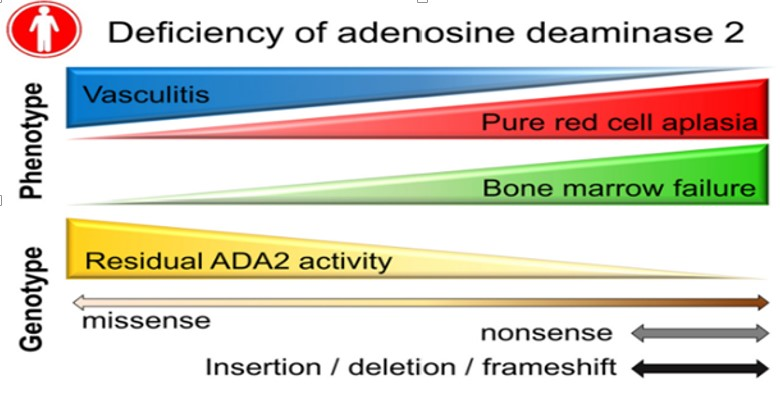 Deficiency of adenosine deaminase 2
Phenotype
Vasculitis
Pure red cell aplasia
Bone marrow failure
Genotype
Residual ADA2 activity
missense
nonsense
Insertion / deletion / frameshift